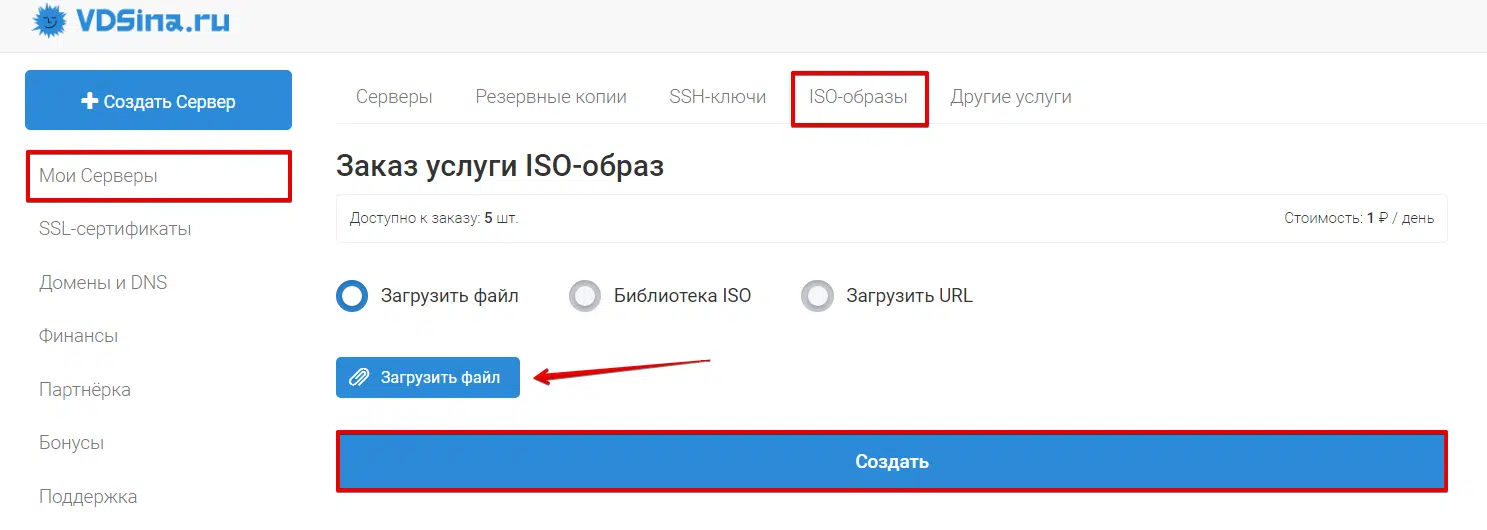 VDSina.ru
Создать Сервер
Серверы Резервные копии SSH-ключи ISO-образы Другие услуги
Мои Серверы
SSL-сертификаты
Домены и DNS
Финансы
Партнёрка
Бонусы
Поддержка
Заказ услуги ISO-образ
Доступно к заказу: 5 шт. Стоимость: 1 ₽ / день
Загрузить файл Библиотека ISO Загрузить URL
Загрузить файл
Создать